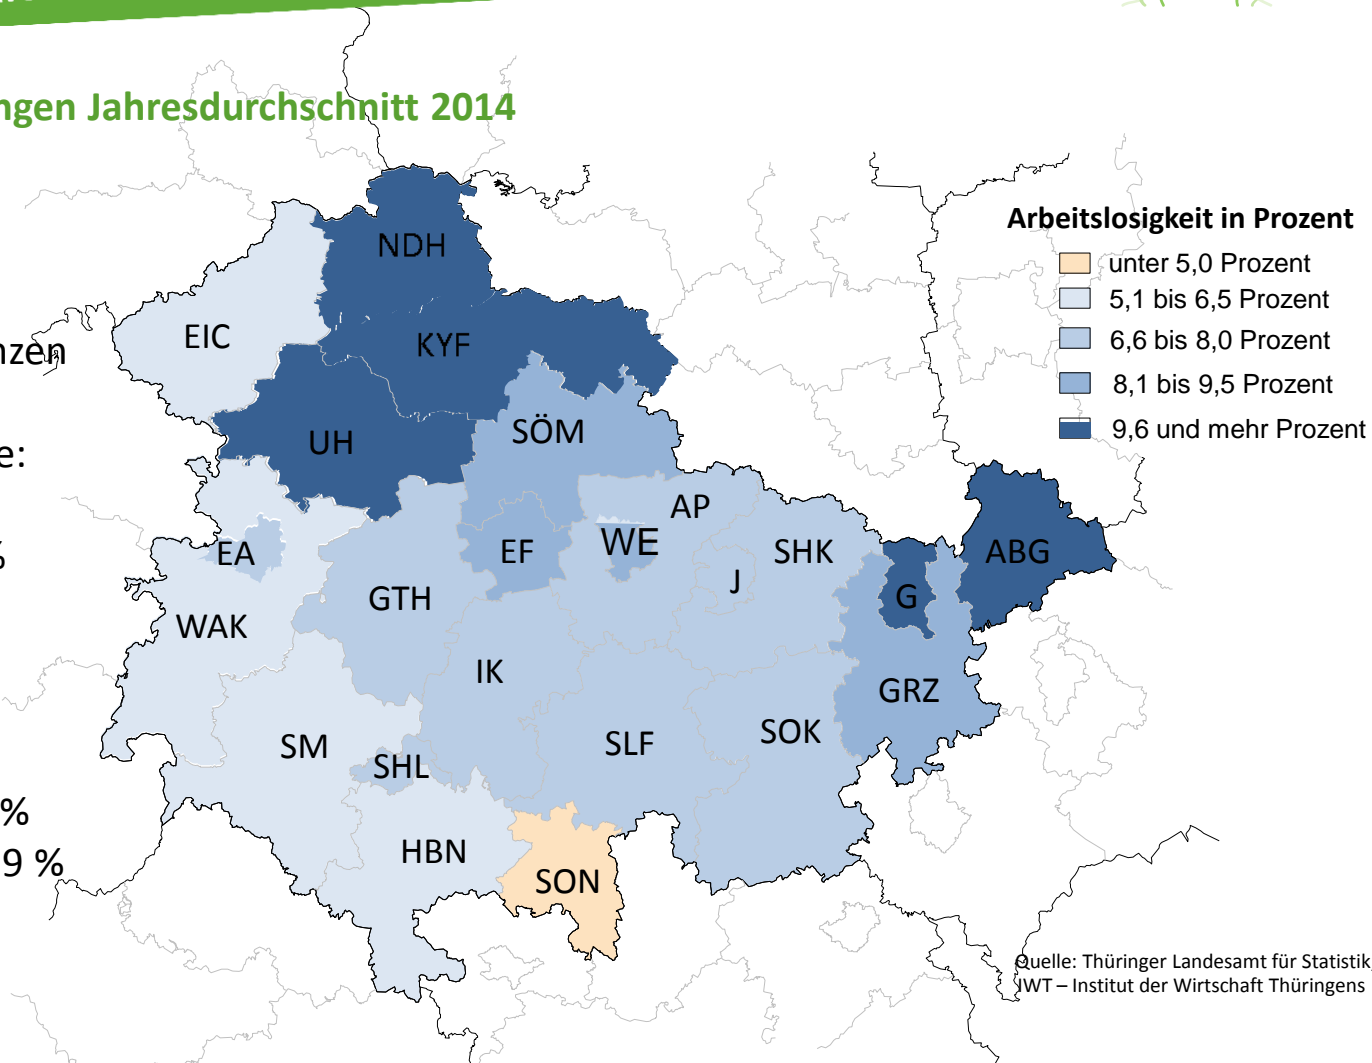 ngen Jahresdurchschnitt 2014
nzen
e:
%
%
9 %
Arbeitslosigkeit in Prozent
unter 5,0 Prozent
5,1 bis 6,5 Prozent
6,6 bis 8,0 Prozent
8,1 bis 9,5 Prozent
9,6 und mehr Prozent
NDH
EIC
KYF
UH
SÖM
AP
EA
EF
WE
SHK
ABG
J
G
GTH
WAK
IK
GRZ
SM
SHL
SLF
SOK
HBN
SON
Quelle: Thüringer Landesamt für Statistik,
IWT – Institut der Wirtschaft Thüringens